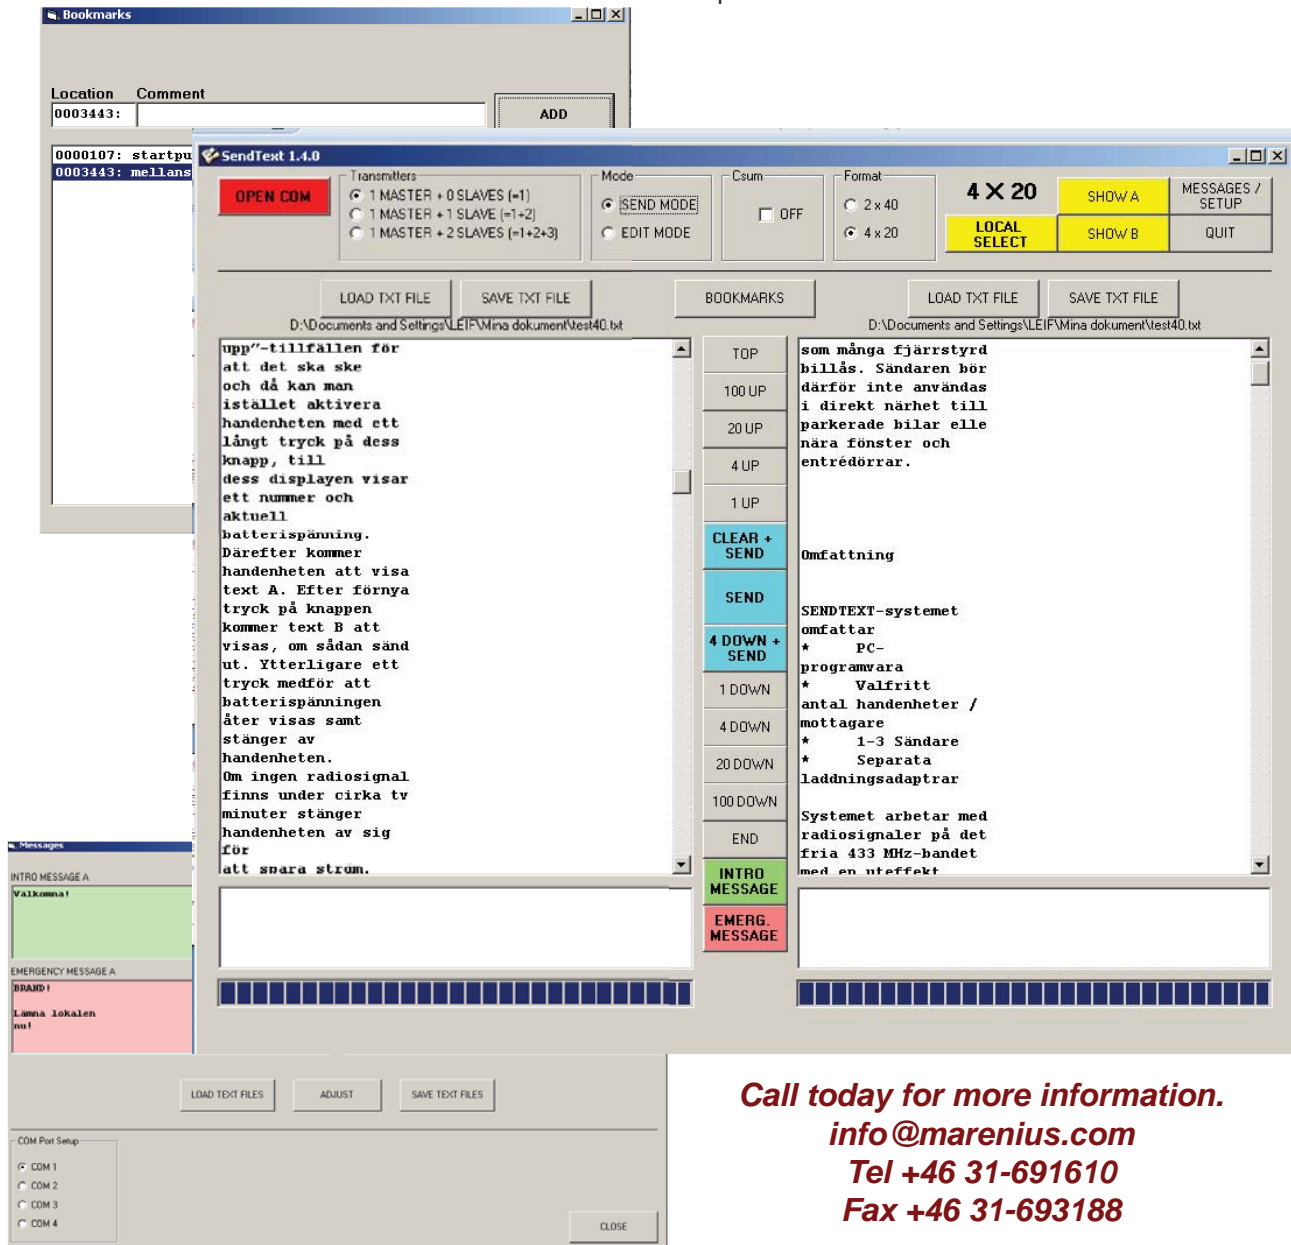 Bookmarks
Location Comment
0003443:
ADD
0000107: startpu
0003443: mellans
SendText 1.4.0
OPEN COM
Transmitters
1 MASTER + 0 SLAVES (=1)
1 MASTER + 1 SLAVE (=1+2)
1 MASTER + 2 SLAVES (=1+2+3)
Mode
SEND MODE
EDIT MODE
Csum
OFF
Format
2 x 40
4 x 20
4 X 20
LOCAL
SELECT
SHOW A
SHOW B
MESSAGES /
SETUP
QUIT
LOAD TXT FILE
SAVE TXT FILE
BOOKMARKS
LOAD TXT FILE
SAVE TXT FILE
D:\Documents and Settings\LEIF\Mina dokument\test40.txt
D:\Documents and Settings\LEIF\Mina dokument\test40.txt
upp"-tillfällen för
att det ska ske
och då kan man
istället aktivera
handenheten med ett
långt tryck på dess
knapp, till
dess displayen visar
ett nummer och
aktuell
batterispänning.
Därefter kommer
handenheten att visa
text A. Efter förnya
tryck på knappen
kommer text B att
visas, om sådan sänd
ut. Ytterligare ett
tryck medför att
batterispänningen
åter visas samt
stänger av
handenheten.
Om ingen radiosignal
finns under cirka tv
minuter stänger
handenheten av sig
för
att spara ström.
TOP
100 UP
20 UP
4 UP
1 UP
CLEAR +
SEND
SEND
4 DOWN +
SEND
1 DOWN
4 DOWN
20 DOWN
100 DOWN
END
INTRO
MESSAGE
EMERG.
MESSAGE
som många fjärrstyrd
billås. Sändaren bör
därför inte användas
i direkt närhet till
parkerade bilar elle
nära fönster och
entrédörrar.
Omfattning
SENDTEXT-systemet
omfattar
* PC-
programvara
* Valfritt
antal handenheter /
mottagare
* 1-3 Sändare
* Separata
laddningsadaptrar
Systemet arbetar med
radiosignaler på det
fria 433 MHz-bandet
med en uteffekt
Messages
INTRO MESSAGE A
Välkomna!
EMERGENCY MESSAGE A
BRAND!
Lämna lokalen
nu!
LOAD TEXT FILES
ADJUST
SAVE TEXT FILES
COM Port Setup
COM 1
COM 2
COM 3
COM 4
CLOSE
Call today for more information.
info@marenius.com
Tel +46 31-691610
Fax +46 31-693188